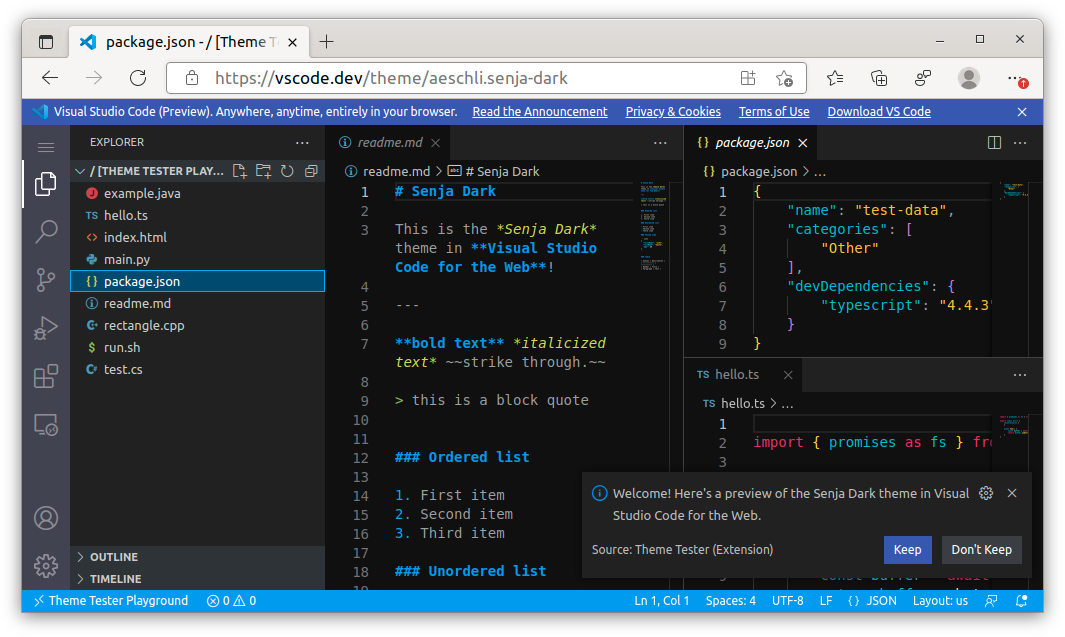 package.json - / [Theme T
https://vscode.dev/theme/aeschli.senja-dark
Visual Studio Code (Preview). Anywhere, anytime, entirely in your browser. Read the Announcement Privacy & Cookies Terms of Use Download VS Code
EXPLORER
/ [THEME TESTER PLAY...
example.java
TS hello.ts
index.html
main.py
{} package.json
readme.md
rectangle.cpp
$ run.sh
test.cs
OUTLINE
TIMELINE
readme.md
readme.md > # Senja Dark
1 # Senja Dark
2
3 This is the *Senja Dark*
theme in **Visual Studio
Code for the Web**!
4
5 ---
6
7 **bold text** *italicized
text* ~~strike through.~~
8
9 > this is a block quote
10
11
12 ### Ordered list
13
14 1. First item
15 2. Second item
16 3. Third item
17
18 ### Unordered list
19
{} package.json
{} package.json > ...
1 {
2 "name": "test-data",
3 "categories": [
4 "Other"
5 ],
6 "devDependencies": {
7 "typescript": "4.4.3"
8 }
9 }
TS hello.ts
TS hello.ts > ...
1
2 import { promises as fs } fr
3
Welcome! Here's a preview of the Senja Dark theme in Visual
Studio Code for the Web.
Source: Theme Tester (Extension)
Keep
Don't Keep
Theme Tester Playground 0 0 Ln 1, Col 1 Spaces: 4 UTF-8 LF {} JSON Layout: us